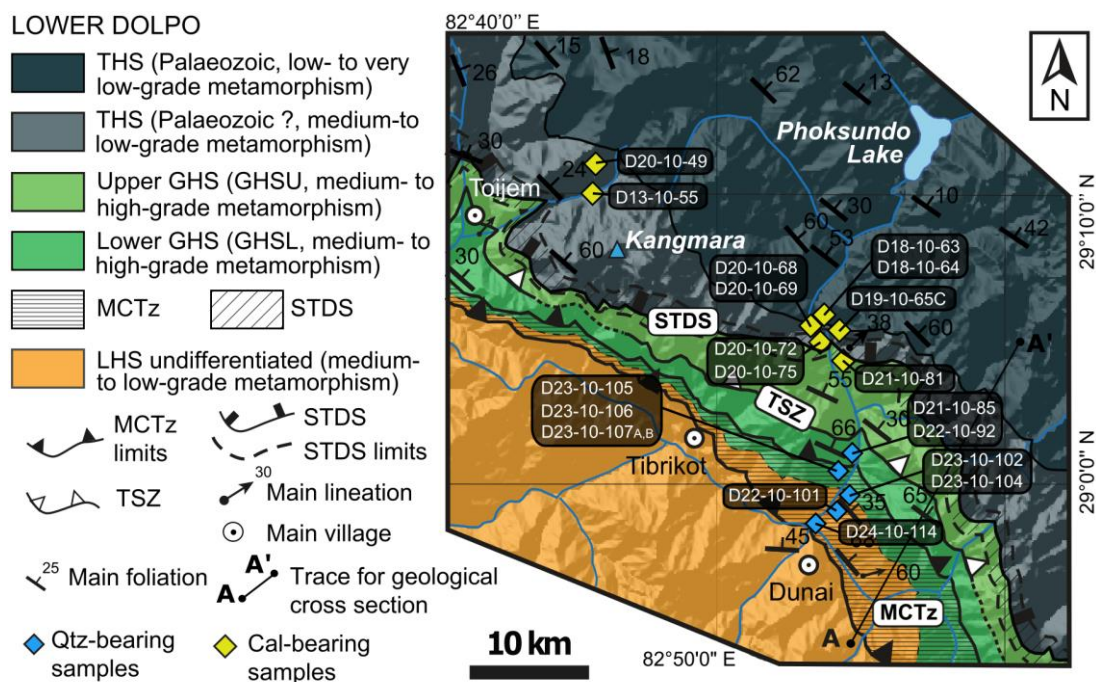 LOWER DOLPO
THS (Palaeozoic, low- to very
low-grade metamorphism)
THS (Palaeozoic ?, medium-to
low-grade metamorphism)
Upper GHS (GHSU, medium- to
high-grade metamorphism)
Lower GHS (GHSL, medium- to
high-grade metamorphism)
MCTz
STDS
LHS undifferentiated (medium-
to low-grade metamorphism)
MCTz
limits
STDS
STDS limits
TSZ
30
Main lineation
Main village
25
Main foliation
A'
A
Trace for geological
cross section
Qtz-bearing
samples
Cal-bearing
samples
10 km
82°40'0’’ E
82°50'0" E
29°10'0’’ N
29°0'0’’ N
N
15
18
26
62
13
Phoksundo
Lake
30
24
D20-10-49
Toijem
D13-10-55
10
30
60
53
42
Kangmara
60
30
D18-10-63
D18-10-64
D20-10-68
D20-10-69
D19-10-65C
STDS
38
60
A'
D20-10-72
D20-10-75
55
D21-10-81
D23-10-105
D23-10-106
D23-10-107A,B
TSZ
D21-10-85
D22-10-92
30
66
Tibrikot
D23-10-102
D23-10-104
D22-10-101
35
65
D24-10-114
45
60
Dunai
MCTz
A